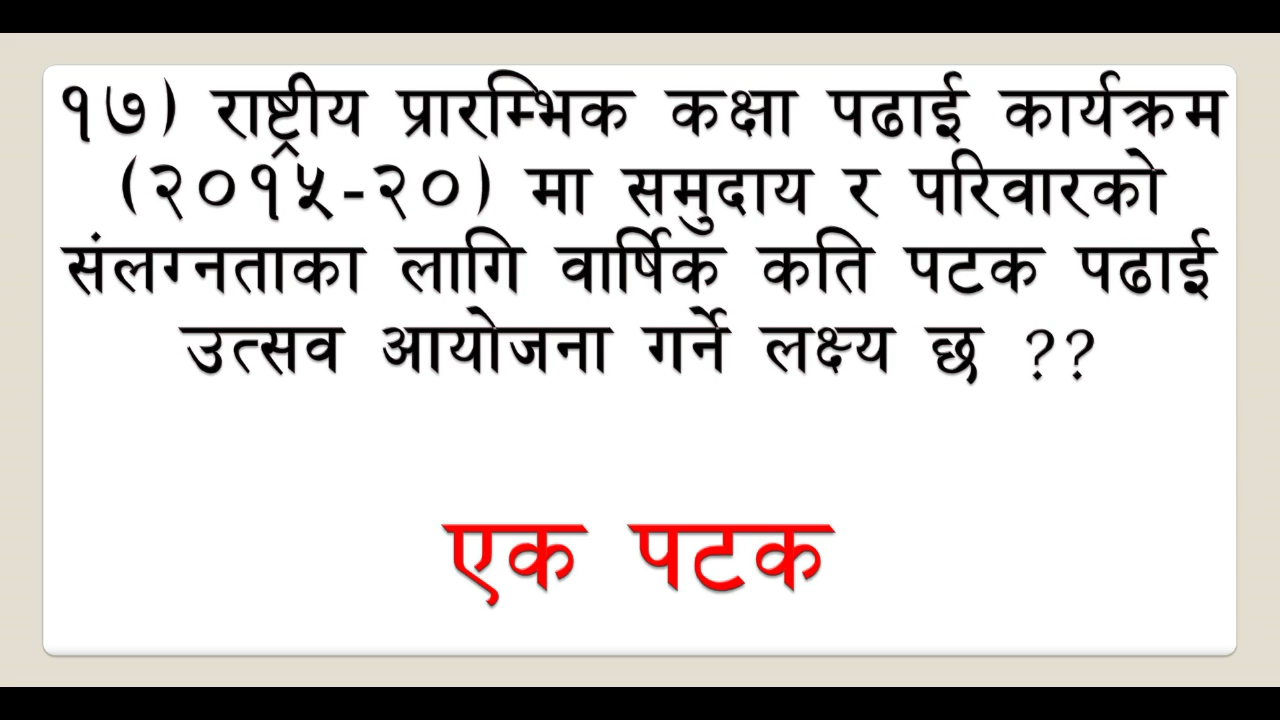 १७) राष्ट्रीय प्रारम्भिक कक्षा पढाई कार्यक्रम
(२०१५-२०) मा समुदाय र परिवारको
संलग्नताका लागि वार्षिक कति पटक पढाई
उत्सव आयोजना गर्ने लक्ष्य छ ??
एक पटक